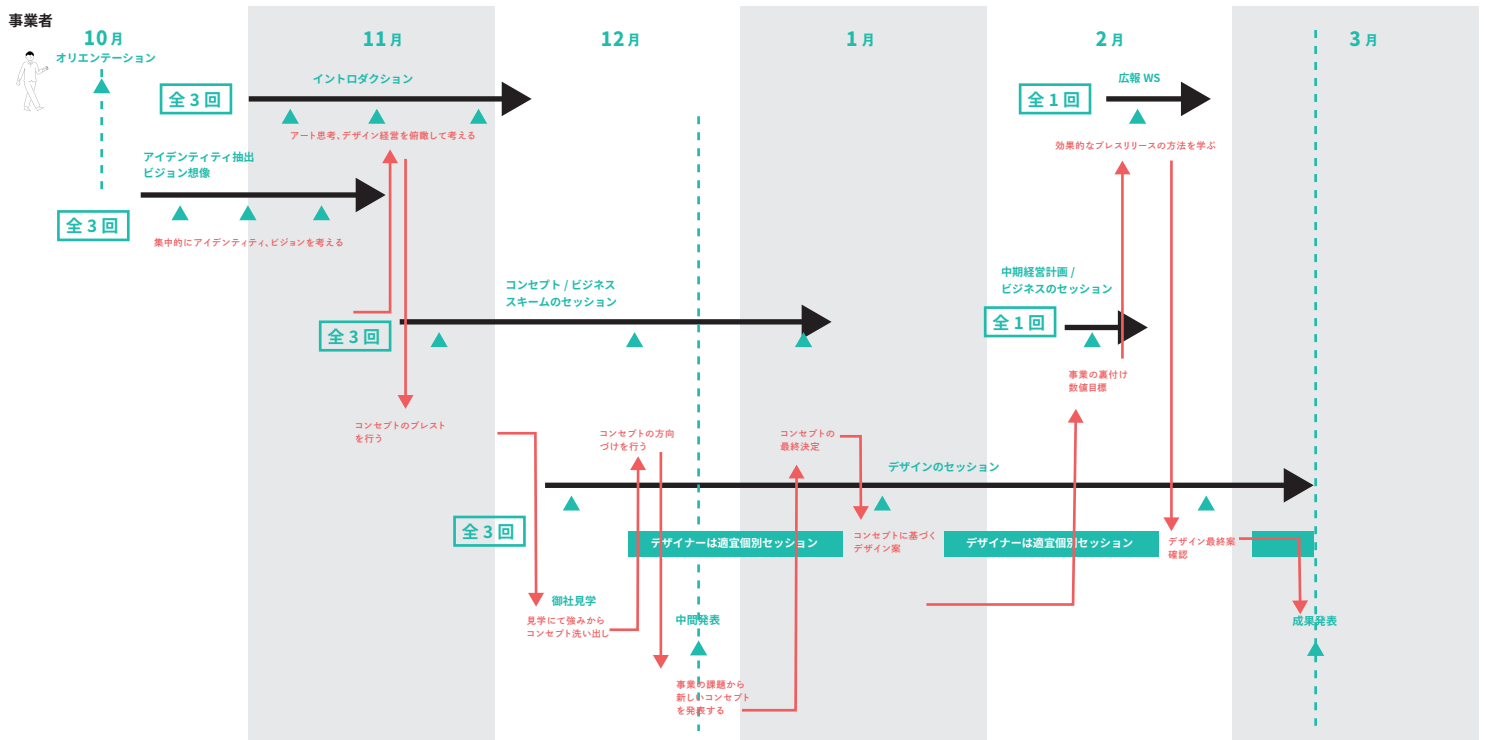 事業者
10月
11月
12月
1月
2月
3月
オリエンテーション
イントロダクション
広報 WS
全3回
全1回
アート思考、デザイン経営を俯瞰して考える
効果的なプレスリリースの方法を学ぶ
アイデンティティ抽出
ビジョン想像
全3回
集中的にアイデンティティ、ビジョンを考える
コンセプト / ビジネス
スキームのセッション
中期経営計画 /
ビジネスのセッション
全3回
全1回
事業の裏付け
数値目標
コンセプトのブレスト
を行う
コンセプトの方向
づけを行う
コンセプトの
最終決定
デザインのセッション
全3回
デザイナーは適宜個別セッション
コンセプトに基づく
デザイン案
デザイナーは適宜個別セッション
デザイン最終案
確認
御社見学
見学にて強みから
コンセプト洗い出し
中間発表
成果発表
事業の課題から
新しいコンセプト
を発表する